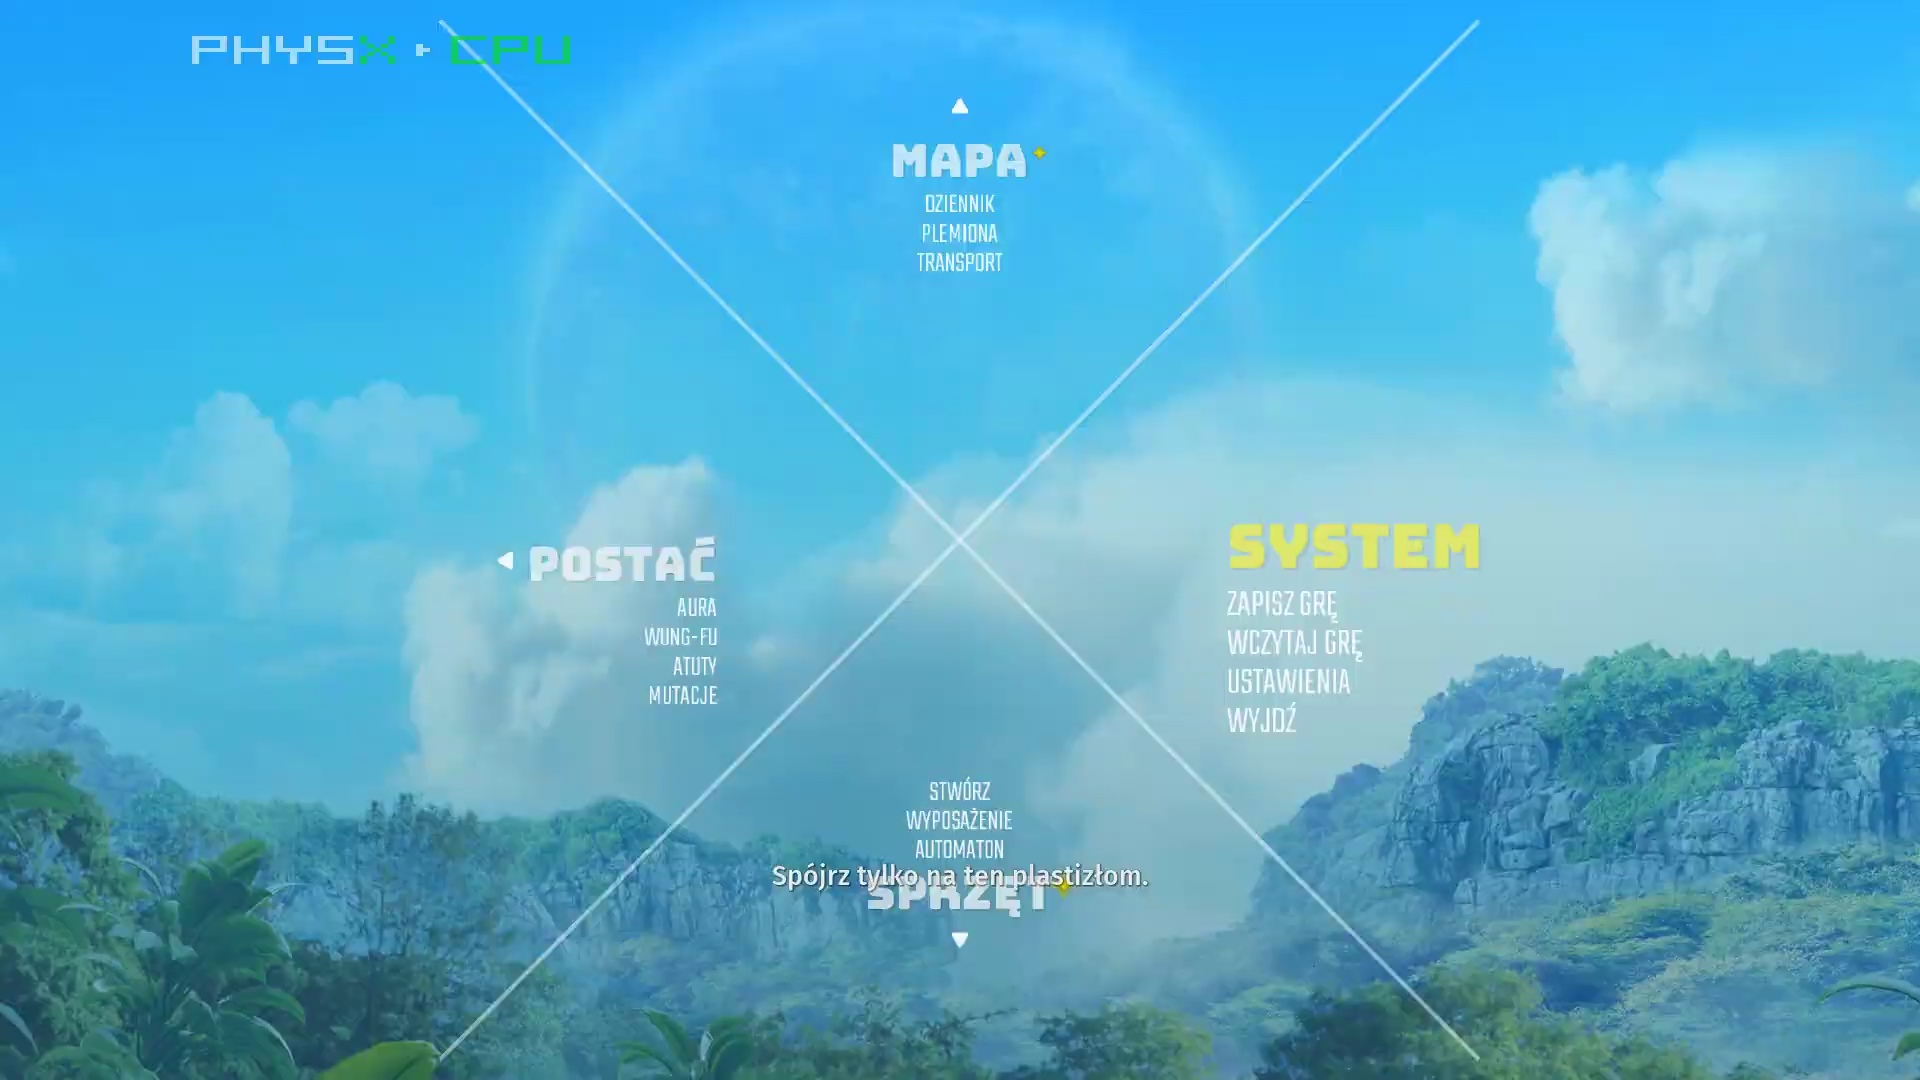 PHYSX ▸ CPU
MAPA
DZIENNIK
PLEMIONA
TRANSPORT
POSTAĆ
AURA
WUNG-FU
ATUTY
MUTACJE
SYSTEM
ZAPISZ GRĘ
WCZYTAJ GRĘ
USTAWIENIA
WYJDŹ
STWÓRZ
WYPOSAŻENIE
AUTOMATON
Spójrz tylko na ten plastizłom.
SPRZĘT